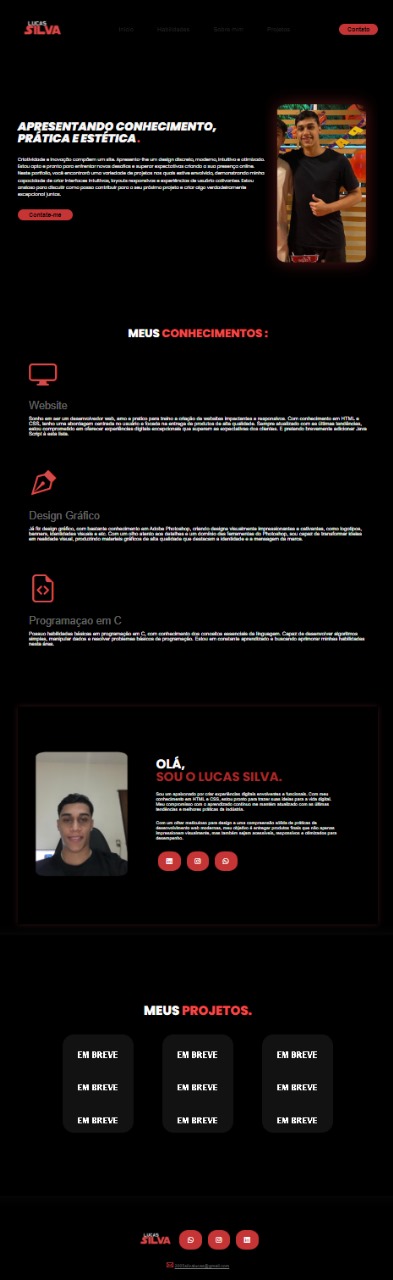 LUCAS
SILVA
Contato
APRESENTANDO CONHECIMENTO,
PRÁTICA E ESTÉTICA.
Criatividade e inovação compõem um site. Apresento-lhe um design discreto, moderno, intuitivo e otimizado.
Estou apto e pronto para enfrentar novos desafios e superar expectativas criando a sua presença online.
Neste portfolio, você encontrará uma variedade de projetos nos quais estive envolvido, demonstrando minha
capacidade de criar interfaces intuitivas, layouts responsivos e experiências de usuário cativantes. Estou
ansioso para discutir como posso contribuir para o seu próximo projeto e criar algo verdadeiramente
excepcional juntos.
Contate-me
MEUS CONHECIMENTOS :
Website
Sonho em ser um desenvolvedor web, amo a prática para treino e criação de websites impactantes e responsivos. Com conhecimento em HTML e
CSS, tenho uma abordagem centrada no usuário e focada na entrega de produtos de alta qualidade. Sempre atualizado com as últimas tendências,
estou comprometido em oferecer experiências digitais excepcionais que superem as expectativas dos clientes. E pretendo brevemente adicionar Java
Script à esta lista.
Design Gráfico
Já fiz design gráfico, com bastante conhecimento em Adobe Photoshop, criando designs visualmente impressionantes e cativantes, como logotipos,
banners, identidades visuais e etc. Com um olho atento aos detalhes e um domínio das ferramentas do Photoshop, sou capaz de transformar ideias
em realidade visual, produzindo materiais gráficos de alta qualidade que destacam a identidade e a mensagem da marca.
Programaçao em C
Possuo habilidades básicas em programação em C, com conhecimento dos conceitos essenciais da linguagem. Capaz de desenvolver algoritmos
simples, manipular dados e resolver problemas básicos de programação. Estou em constante aprendizado e buscando aprimorar minhas habilidades
nesta área.
OLÁ,
SOU O LUCAS SILVA.
Sou um apaixonado por criar experiências digitais envolventes e funcionais. Com meu
conhecimento em HTML e CSS, estou pronto para trazer suas ideias para a vida digital.
Meu compromisso com o aprendizado contínuo me mantém atualizado com as últimas
tendências e melhores práticas da indústria.
Com um olhar meticuloso para design e uma compreensão sólida de práticas de
desenvolvimento web modernas, meu objetivo é entregar produtos finais que não apenas
impressionem visualmente, mas também sejam acessíveis, responsivos e otimizados para
desempenho.
MEUS PROJETOS.
EM BREVE EM BREVE EM BREVE
EM BREVE EM BREVE EM BREVE
EM BREVE EM BREVE EM BREVE
LUCAS
SILVA